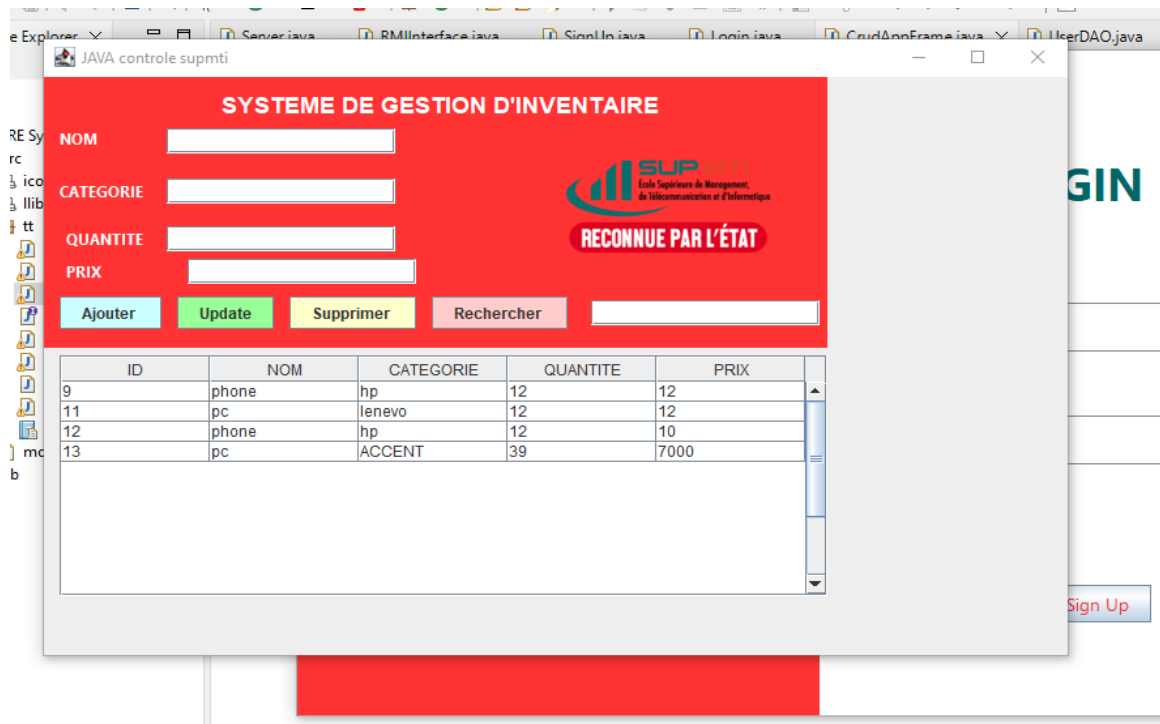 e Explorer Server.java RMIInterface.java SignUp.java Login.java CrudAppFrame.java UserDAO.java
JAVA controle supmti
SYSTEME DE GESTION D'INVENTAIRE
RE Sy
NOM
rc
ico
CATEGORIE
SUP MTI
École Supérieure de Management,
de Télécommunication et d'Informatique
GIN
llib
tt
QUANTITE
RECONNUE PAR L'ÉTAT
PRIX
Ajouter Update Supprimer Rechercher
ID NOM CATEGORIE QUANTITE PRIX
9 phone hp 12 12
11 pc lenevo 12 12
12 phone hp 12 10
mo
13 pc ACCENT 39 7000
b
Sign Up